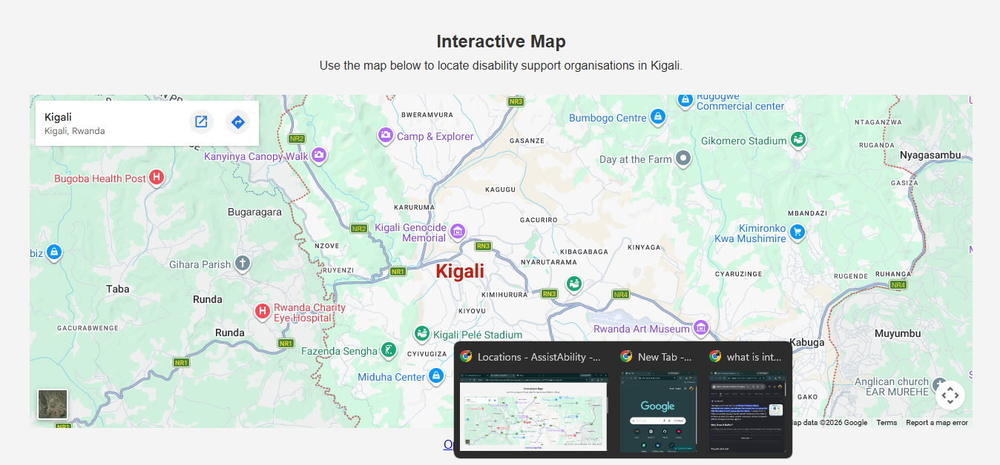 Interactive Map
Use the map below to locate disability support organisations in Kigali.
Kigali
Kigali, Rwanda
NR3
Rugogwe
Commercial center
BWERAMVURA
Bumbogo Centre
NTAGANZWA
NR2
Camp & Explorer
GASANZE
Gikomero Stadium
RUGANDA
Kanyinya Canopy Walk
Day at the Farm
Nyagasambu
Bugoba Health Post
GASIZA
KAGUGU
KARURUMA
Bugaragara
MBANDAZI
GACURIRO
NR2
Kigali Genocide
Memorial
Kimironko
Kwa Mushimire
NZOVE
RN3
KINYAGA
KIBAGABAGA
biz
Gihara Parish
RUYENZI
NR1
Kigali
NYARUTARAMA
CYARUZINGE
RUGENDE
RUHANGA
NR4
Taba
Runda
KIMIHURURA
RN3
NR4
Rwanda Charity
Eye Hospital
KIYOVU
GACURABWENGE
Runda
Kigali Pelé Stadium
Rwanda Art Museum
Muyumbu
NR1
Fazenda Sengha
CYIVUGIZA
Kabuga
NR1
Miduha Center
Anglican church
EAR MUREHE
GAKO
NR1
Locations - AssistAbility -...
New Tab -...
what is int...
Interactive Map
Google
Map data ©2026 Google
Terms
Report a map error